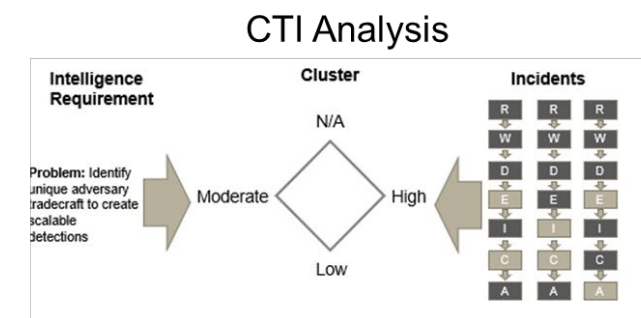 CTI Analysis
Intelligence
Requirement
Cluster
Incidents
Problem: Identify
unique adversary
tradecraft to create
scalable
detections
N/A
Moderate
High
Low
R R R
W W W
D D D
E E E
I I I
C C C
A A A